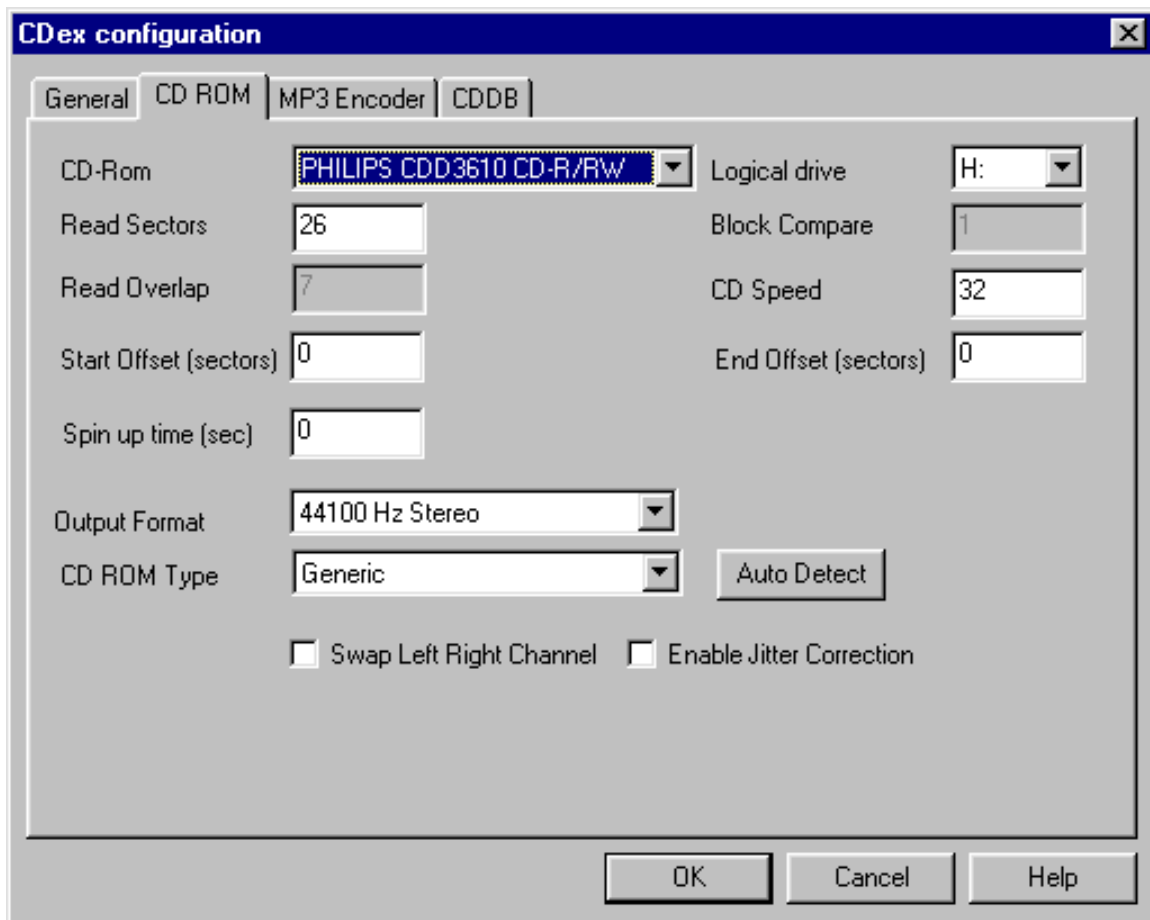 CDex configuration
General CD ROM MP3 Encoder CDDB
CD-Rom PHILIPS CDD3610 CD-R/RW Logical drive H:
Read Sectors 26 Block Compare 1
Read Overlap 7 CD Speed 32
Start Offset (sectors) 0 End Offset (sectors) 0
Spin up time (sec) 0
Output Format 44100 Hz Stereo
CD ROM Type Generic Auto Detect
Swap Left Right Channel Enable Jitter Correction
OK Cancel Help